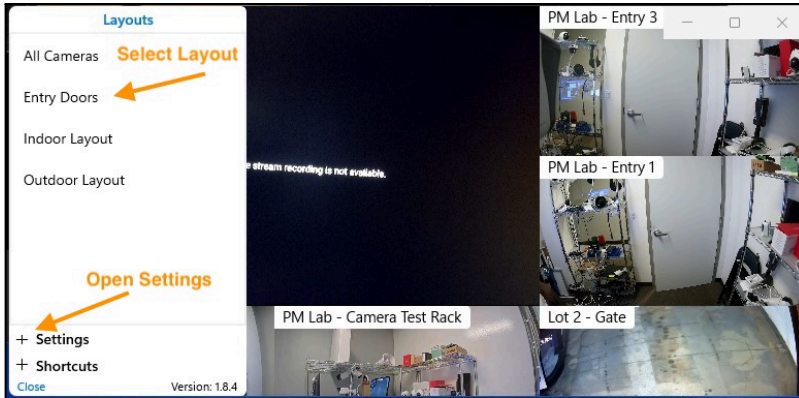 Layouts
All Cameras
Select Layout
Entry Doors
Indoor Layout
Outdoor Layout
Open Settings
+ Settings
+ Shortcuts
Close
Version: 1.8.4
e stream recording is not available.
PM Lab - Camera Test Rack
PM Lab - Entry 3
PM Lab - Entry 1
Lot 2 - Gate